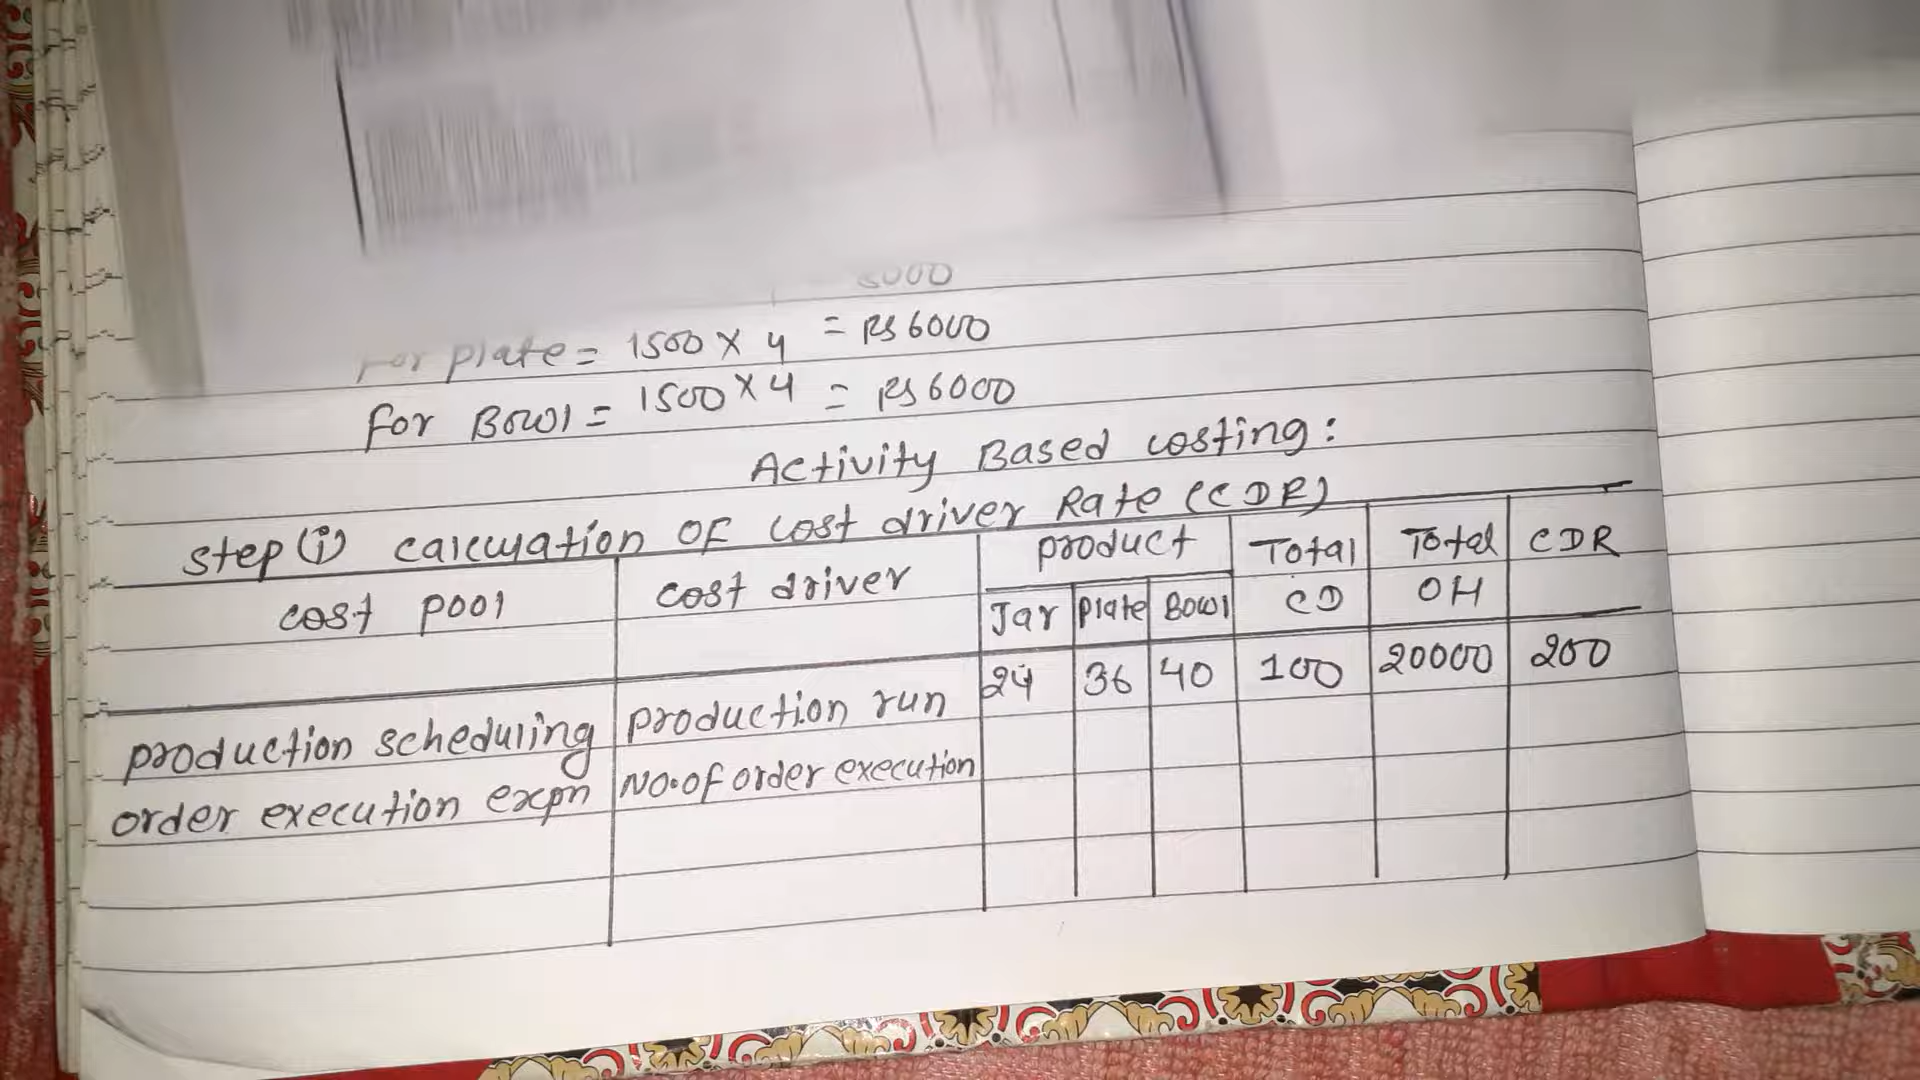 5000
For plate = 1500 X 4 = Rs 6000
for Bowl = 1500 X 4 = Rs 6000
Activity Based costing:
step (i) calculation OF cost driver Rate (CDR)
cost pool cost driver product Total CD Total OH CDR
Jar plate Bowl
production scheduling production run 24 36 40 100 20000 200
order execution expn No.of order execution